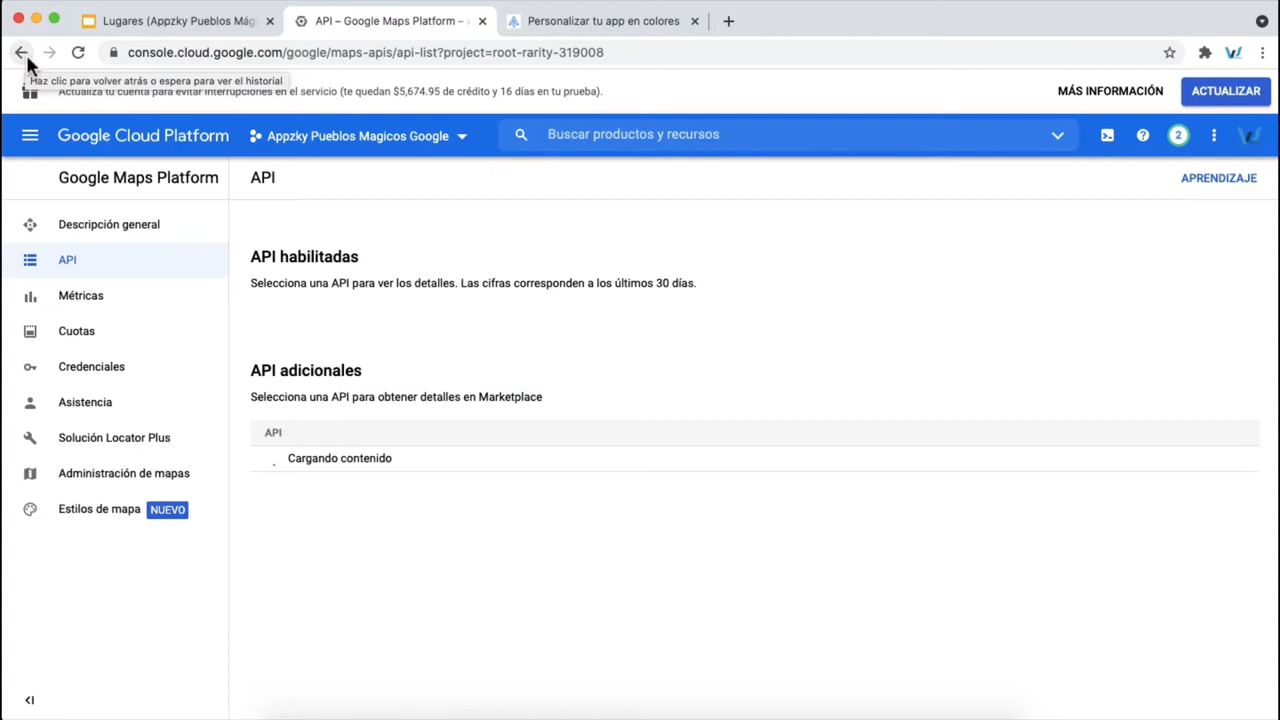 Lugares (Appzky Pueblos Mág
API – Google Maps Platform –
Personalizar tu app en colores
console.cloud.google.com/google/maps-apis/api-list?project=root-rarity-319008
Haz clic para volver atrás o espera para ver el historial
Actualiza tu cuenta para evitar interrupciones en el servicio (te quedan $5,674.95 de crédito y 16 días en tu prueba).
MÁS INFORMACIÓN
ACTUALIZAR
Google Cloud Platform
Appzky Pueblos Magicos Google
Buscar productos y recursos
2
Google Maps Platform
API
APRENDIZAJE
Descripción general
API
Métricas
Cuotas
Credenciales
Asistencia
Solución Locator Plus
Administración de mapas
Estilos de mapa NUEVO
API habilitadas
Selecciona una API para ver los detalles. Las cifras corresponden a los últimos 30 días.
API adicionales
Selecciona una API para obtener detalles en Marketplace
API
Cargando contenido